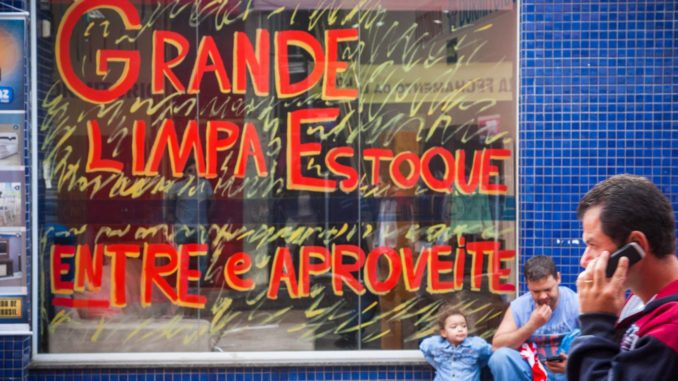 GRANDE
LIMPA ESTOQUE
ENTRE e APROVEITE